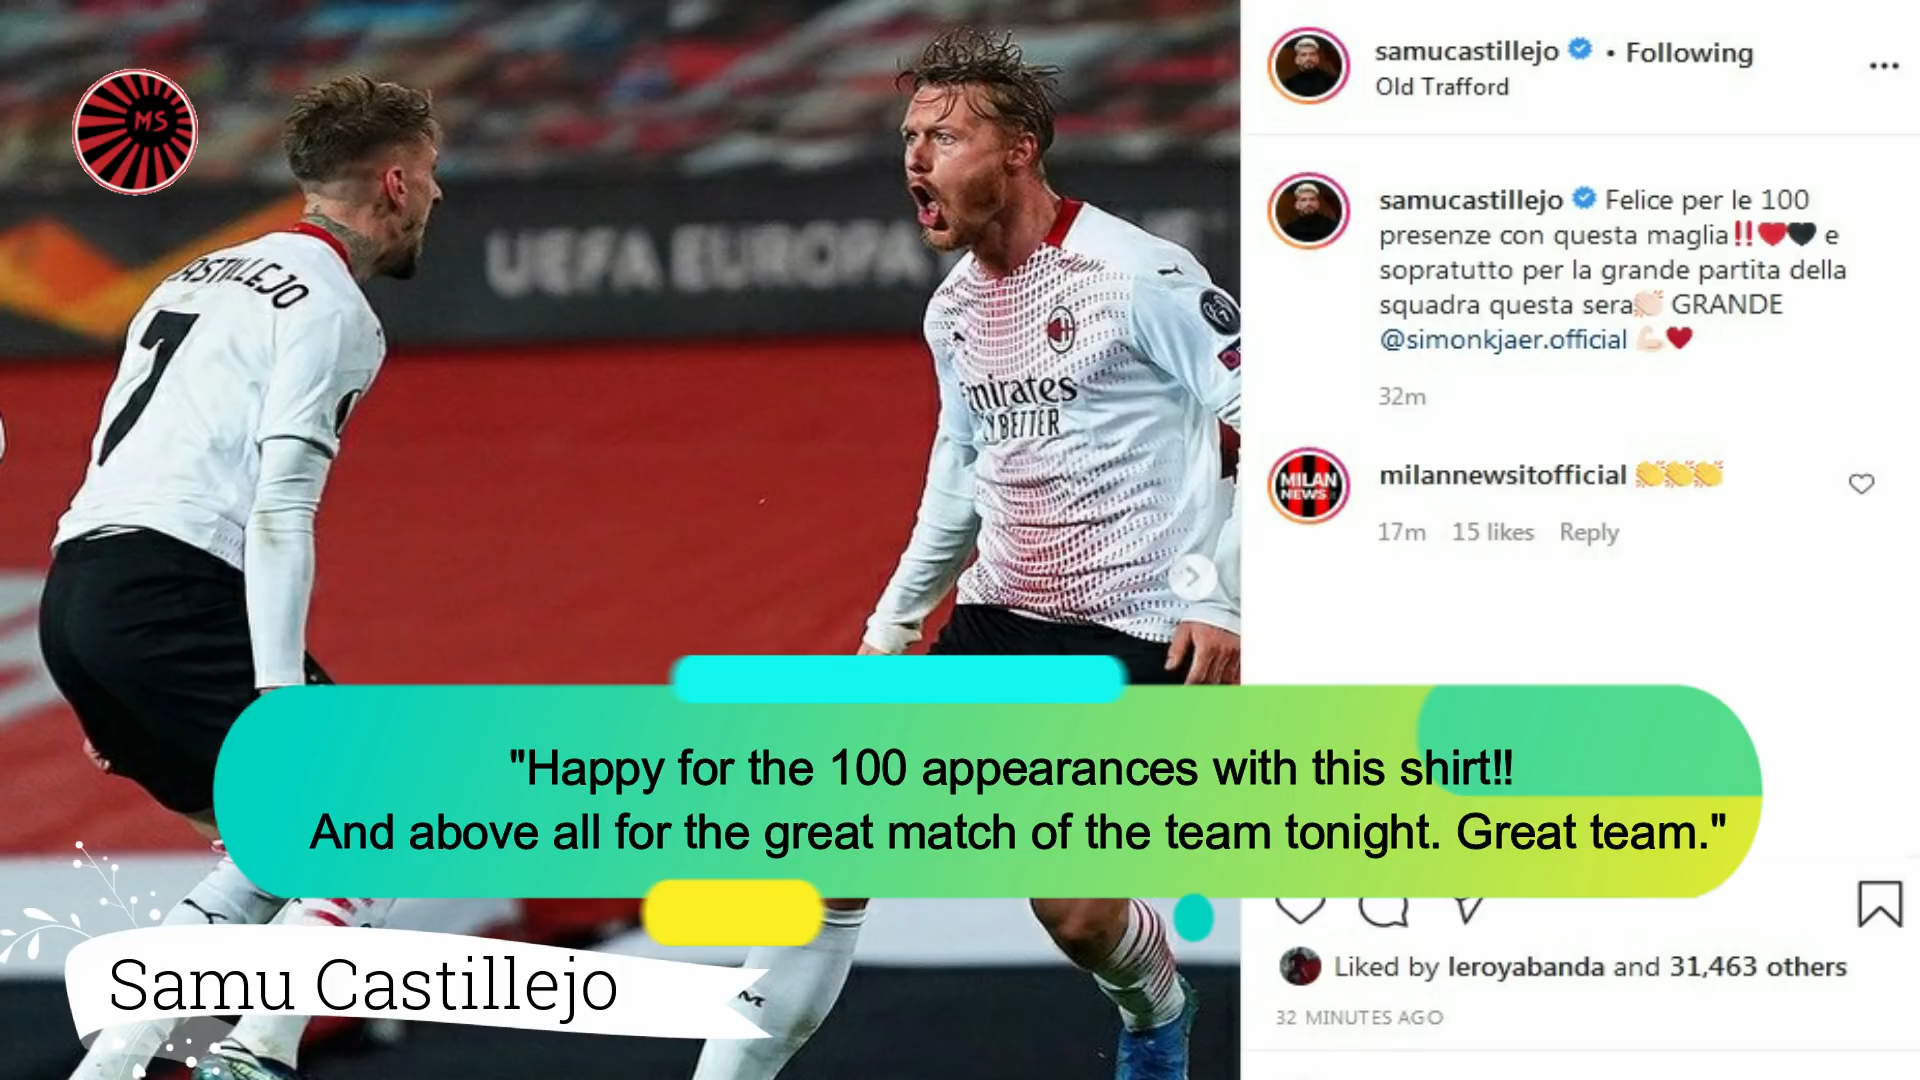 MS
CASTILLEJO
7
UEFA EUROPA
Emirates
FLY BETTER
samucastillejo • Following
Old Trafford
samucastillejo Felice per le 100
presenze con questa maglia‼️❤️🖤 e
sopratutto per la grande partita della
squadra questa sera👏🏻 GRANDE
@simonkjaer.official 💪🏻❤️
32m
MILAN
NEWS
milannewsitofficial 👏👏👏
17m 15 likes Reply
"Happy for the 100 appearances with this shirt!!
And above all for the great match of the team tonight. Great team."
Samu Castillejo
Liked by leroyabanda and 31,463 others
32 MINUTES AGO